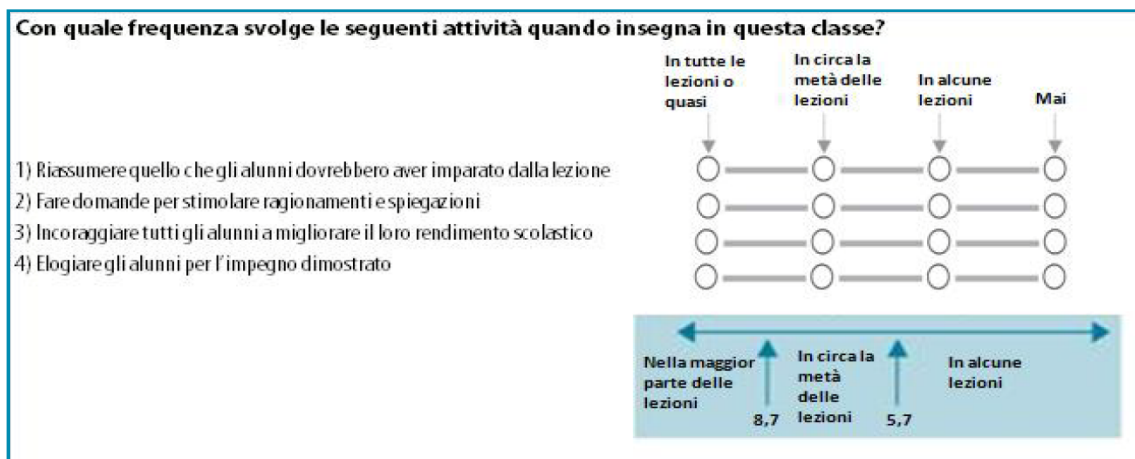 Con quale frequenza svolge le seguenti attività quando insegna in questa classe?
In tutte le
lezioni o
quasi
In circa la
metà delle
lezioni
In alcune
lezioni
Mai
1) Riassumere quello che gli alunni dovrebbero aver imparato dalla lezione
2) Fare domande per stimolare ragionamenti e spiegazioni
3) Incoraggiare tutti gli alunni a migliorare il loro rendimento scolastico
4) Elogiare gli alunni per l'impegno dimostrato
Nella maggior
parte delle
lezioni
8,7
In circa la
metà
delle
lezioni
5,7
In alcune
lezioni